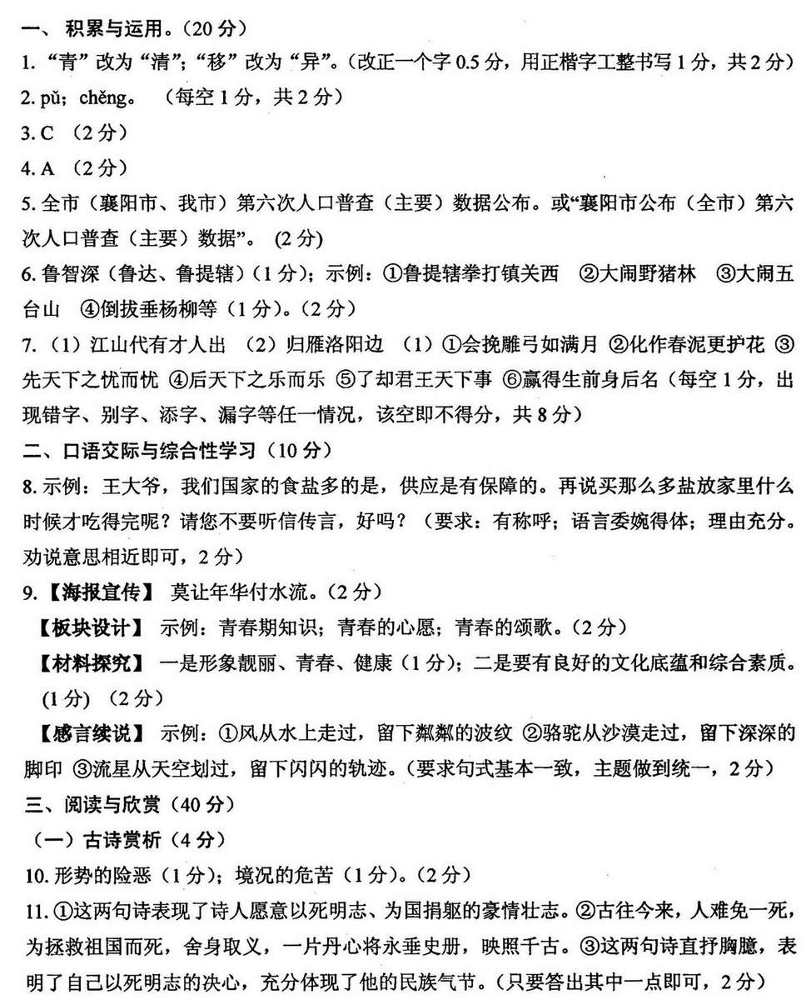 一、 积累与运用。（20 分）
1. “青” 改为 “清”；“移” 改为 “异”。（改正一个字 0.5 分，用正楷字工整书写 1 分，共 2 分）
2. pǔ； chěng。 （每空 1 分，共 2 分）
3. C （2 分）
4. A （2 分）
5. 全市（襄阳市、我市）第六次人口普查（主要）数据公布。或“襄阳市公布（全市）第六
次人口普查（主要）数据”。 (2 分)
6. 鲁智深（鲁达、鲁提辖）（1 分）；示例：①鲁提辖拳打镇关西 ②大闹野猪林 ③大闹五
台山 ④倒拔垂杨柳等（1 分）。（2 分）
7. （1）江山代有才人出 （2）归雁洛阳边 （1）①会挽雕弓如满月 ②化作春泥更护花 ③
先天下之忧而忧 ④后天下之乐而乐 ⑤了却君王天下事 ⑥赢得生前身后名（每空 1 分，出
现错字、别字、添字、漏字等任一情况，该空即不得分，共 8 分）
二、口语交际与综合性学习（10 分）
8. 示例：王大爷，我们国家的食盐多的是，供应是有保障的。再说买那么多盐放家里什么
时候才吃得完呢？请您不要听信传言，好吗？（要求：有称呼；语言委婉得体；理由充分。
劝说意思相近即可，2 分）
9. 【海报宣传】 莫让年华付水流。（2 分）
【板块设计】 示例：青春期知识；青春的心愿；青春的颂歌。（2 分）
【材料探究】 一是形象靓丽、青春、健康（1 分）；二是要有良好的文化底蕴和综合素质。
(1 分) （2 分）
【感言续说】 示例：①风从水上走过，留下粼粼的波纹 ②骆驼从沙漠走过，留下深深的
脚印 ③流星从天空划过，留下闪闪的轨迹。（要求句式基本一致，主题做到统一，2 分）
三、阅读与欣赏（40 分）
（一）古诗赏析（4 分）
10. 形势的险恶（1 分）；境况的危苦（1 分）。（2 分）
11. ①这两句诗表现了诗人愿意以死明志、为国捐躯的豪情壮志。②古往今来，人难免一死，
为拯救祖国而死，舍身取义，一片丹心将永垂史册，映照千古。③这两句诗直抒胸臆，表
明了自己以死明志的决心，充分体现了他的民族气节。（只要答出其中一点即可，2 分）